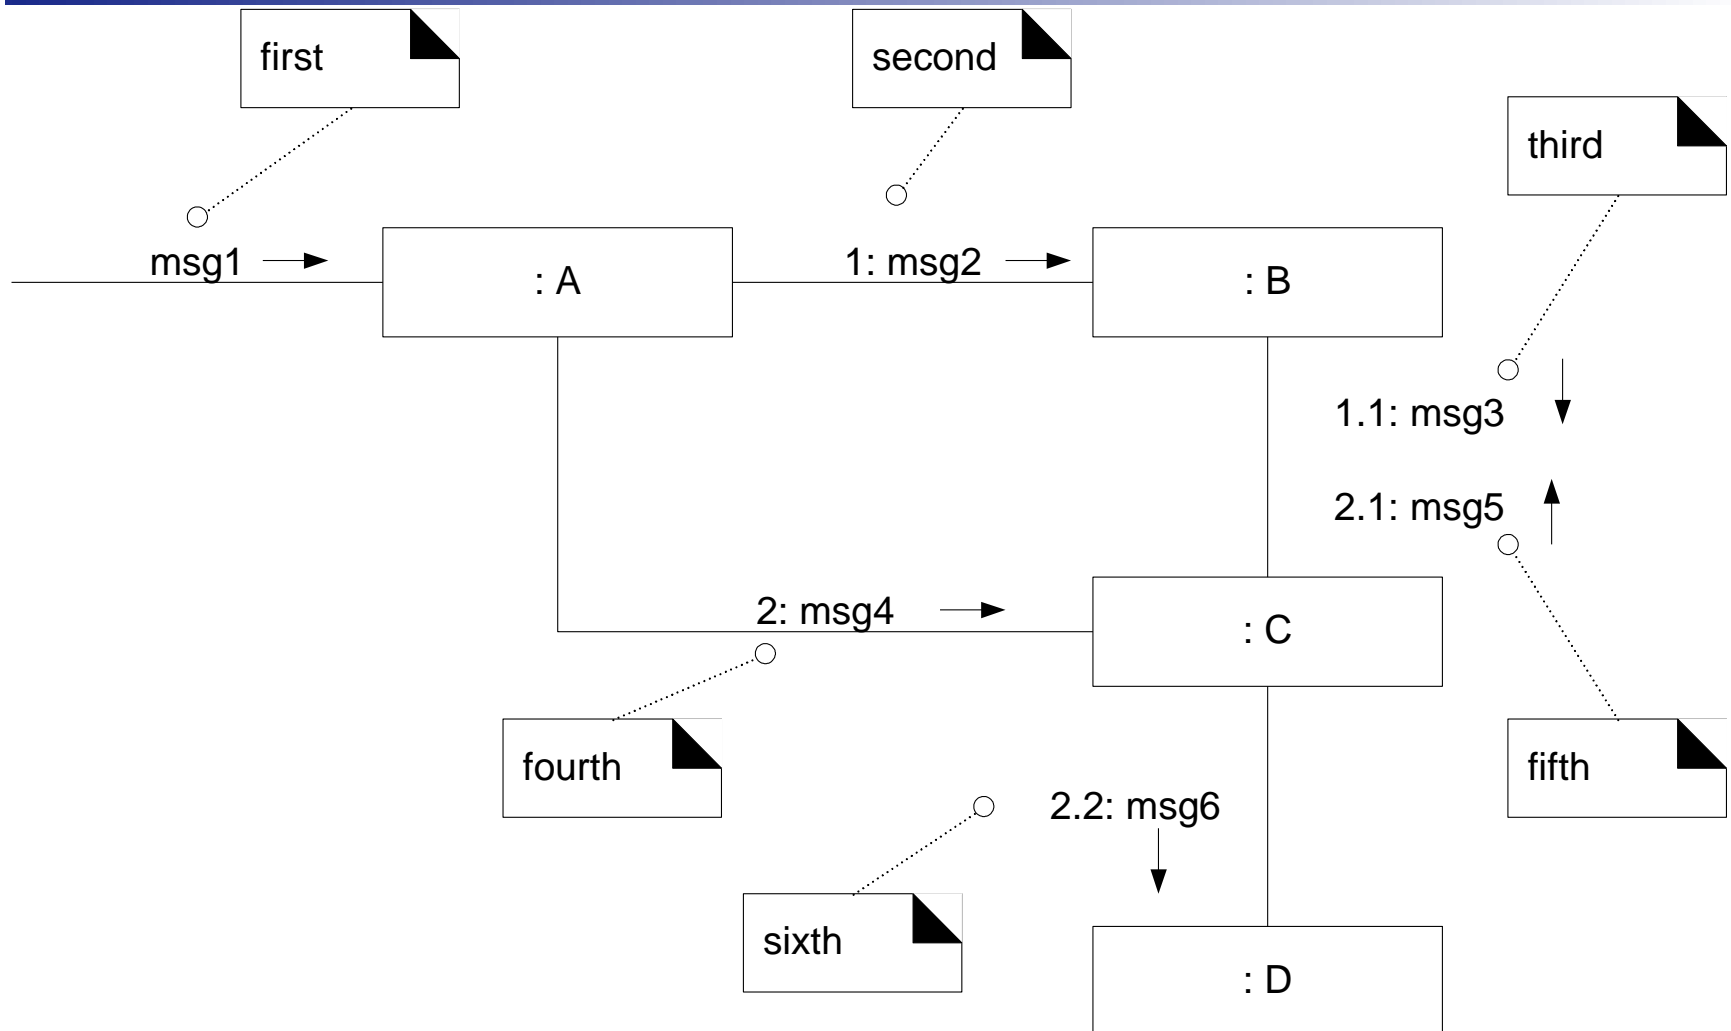 first
second
third
msg1
: A
1: msg2
: B
1.1: msg3
2.1: msg5
2: msg4
: C
fourth
fifth
2.2: msg6
sixth
: D